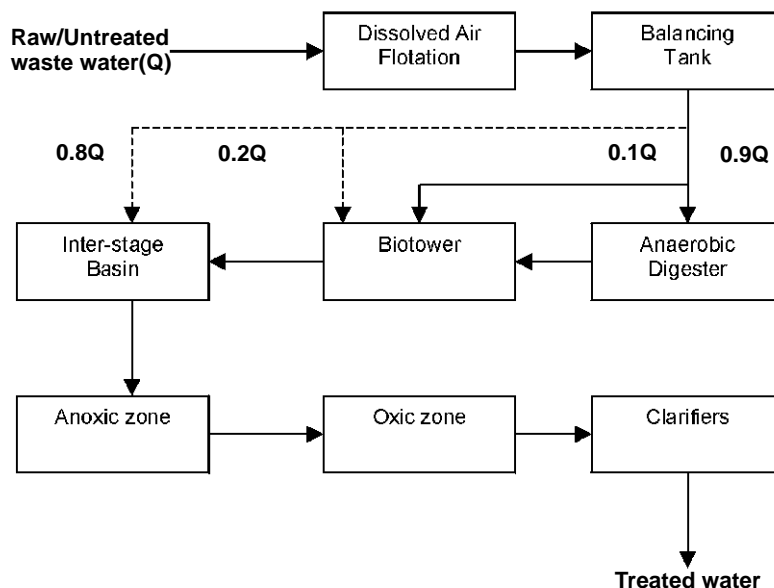 Raw/Untreated
waste water(Q)
Dissolved Air
Flotation
Balancing
Tank
0.8Q
0.2Q
0.1Q
0.9Q
Inter-stage
Basin
Biotower
Anaerobic
Digester
Anoxic zone
Oxic zone
Clarifiers
Treated water